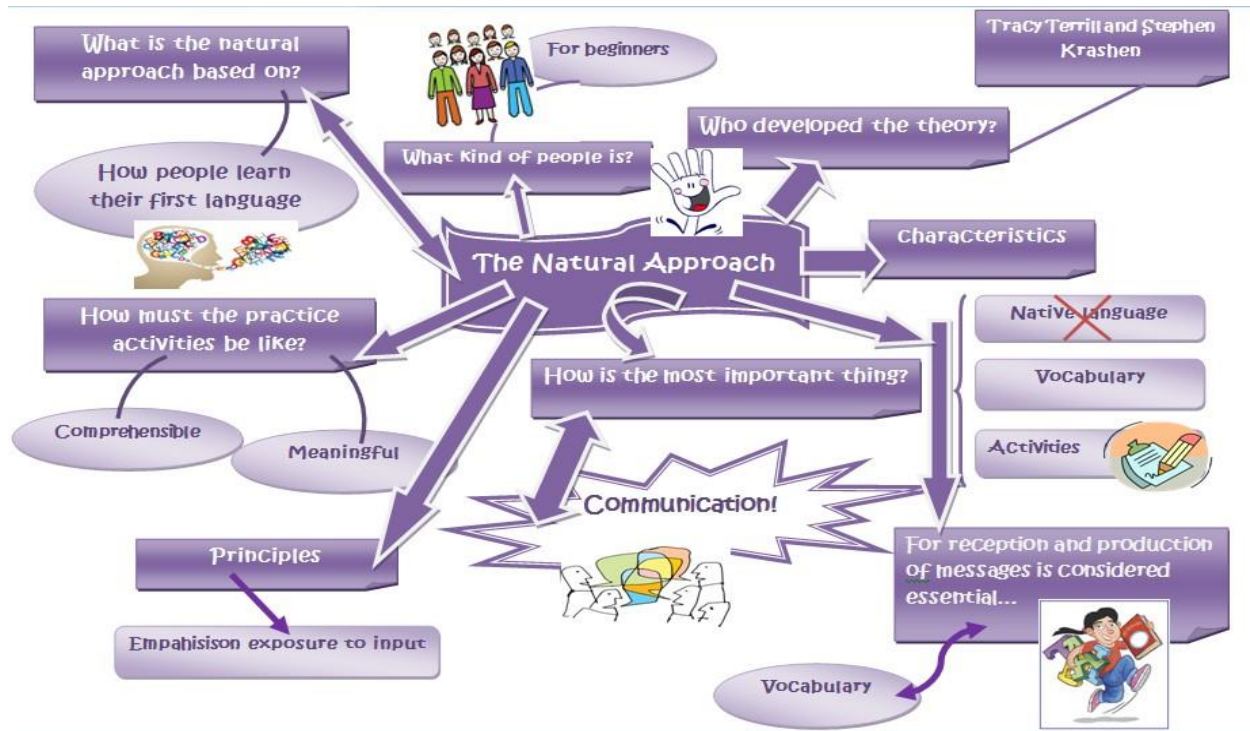 What is the natural
approach based on?
How people learn
their first language
For beginners
What kind of people is?
Tracy Terrill and Stephen
Krashen
Who developed the theory?
The Natural Approach
Characteristics
Native language
Vocabulary
Activities
How must the practice
activities be like?
Comprehensible
Meaningful
How is the most important thing?
Communication!
Principles
Empahisison exposure to input
For reception and production
of messages is considered
essential...
Vocabulary